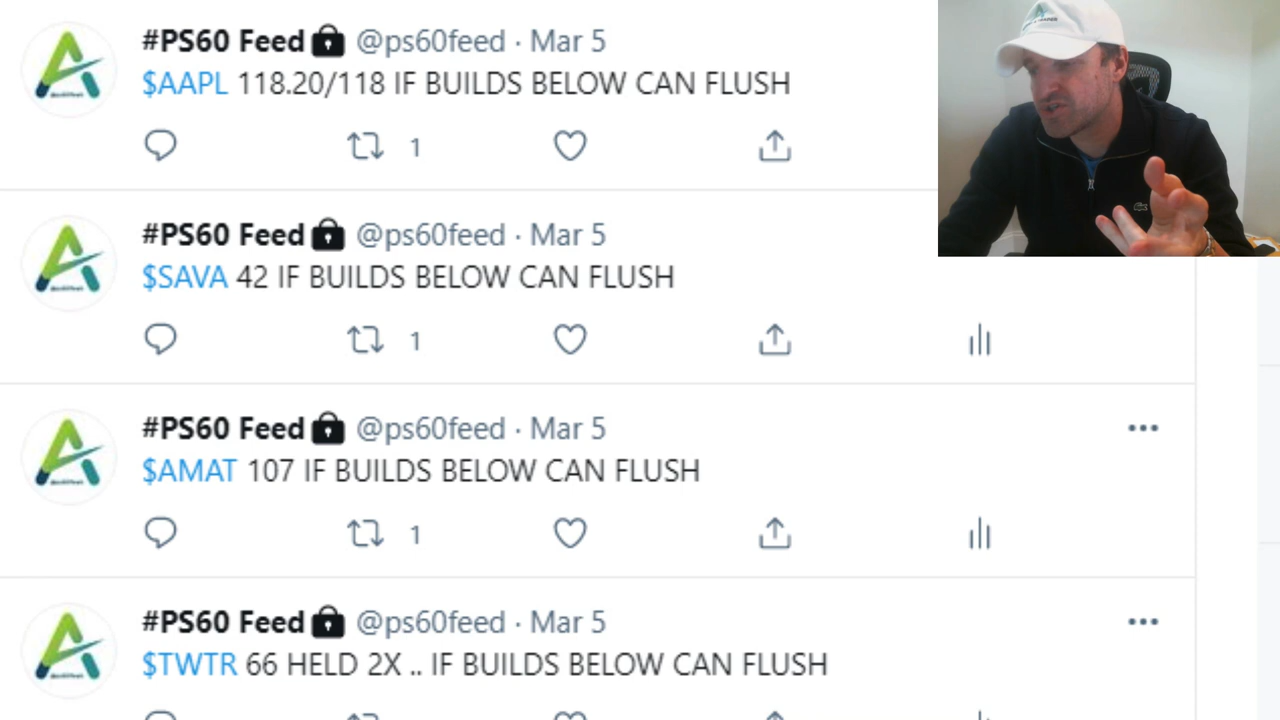 #PS60 Feed @ps60feed · Mar 5
$AAPL 118.20/118 IF BUILDS BELOW CAN FLUSH
1
#PS60 Feed @ps60feed · Mar 5
$SAVA 42 IF BUILDS BELOW CAN FLUSH
1
#PS60 Feed @ps60feed · Mar 5
$AMAT 107 IF BUILDS BELOW CAN FLUSH
1
#PS60 Feed @ps60feed · Mar 5
$TWTR 66 HELD 2X .. IF BUILDS BELOW CAN FLUSH